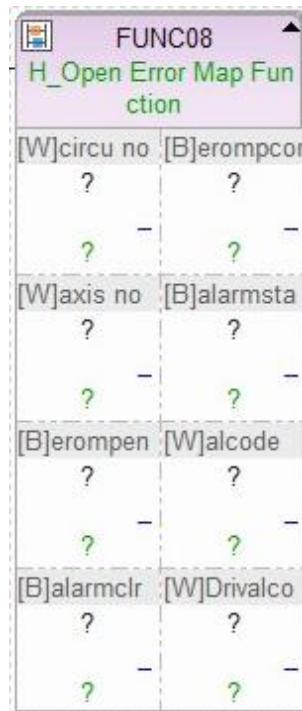 FUNC08
H_Open Error Map Fun
ction
[W]circu no [B]erompcor
? ?
? ?
[W]axis no [B]alarmsta
? ?
? ?
[B]erompen [W]alcode
? ?
? ?
[B]alarmclr [W]Drivalco
? ?
? ?